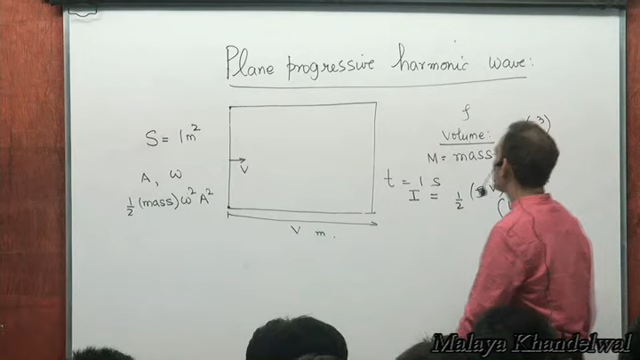 Plane progressive harmonic wave:
S = 1m²
A, ω
½ (mass) ω² A²
V
V m.
f
Volume:
M = mass
t = 1 s
I = ½ (
Malaya Khandelwal